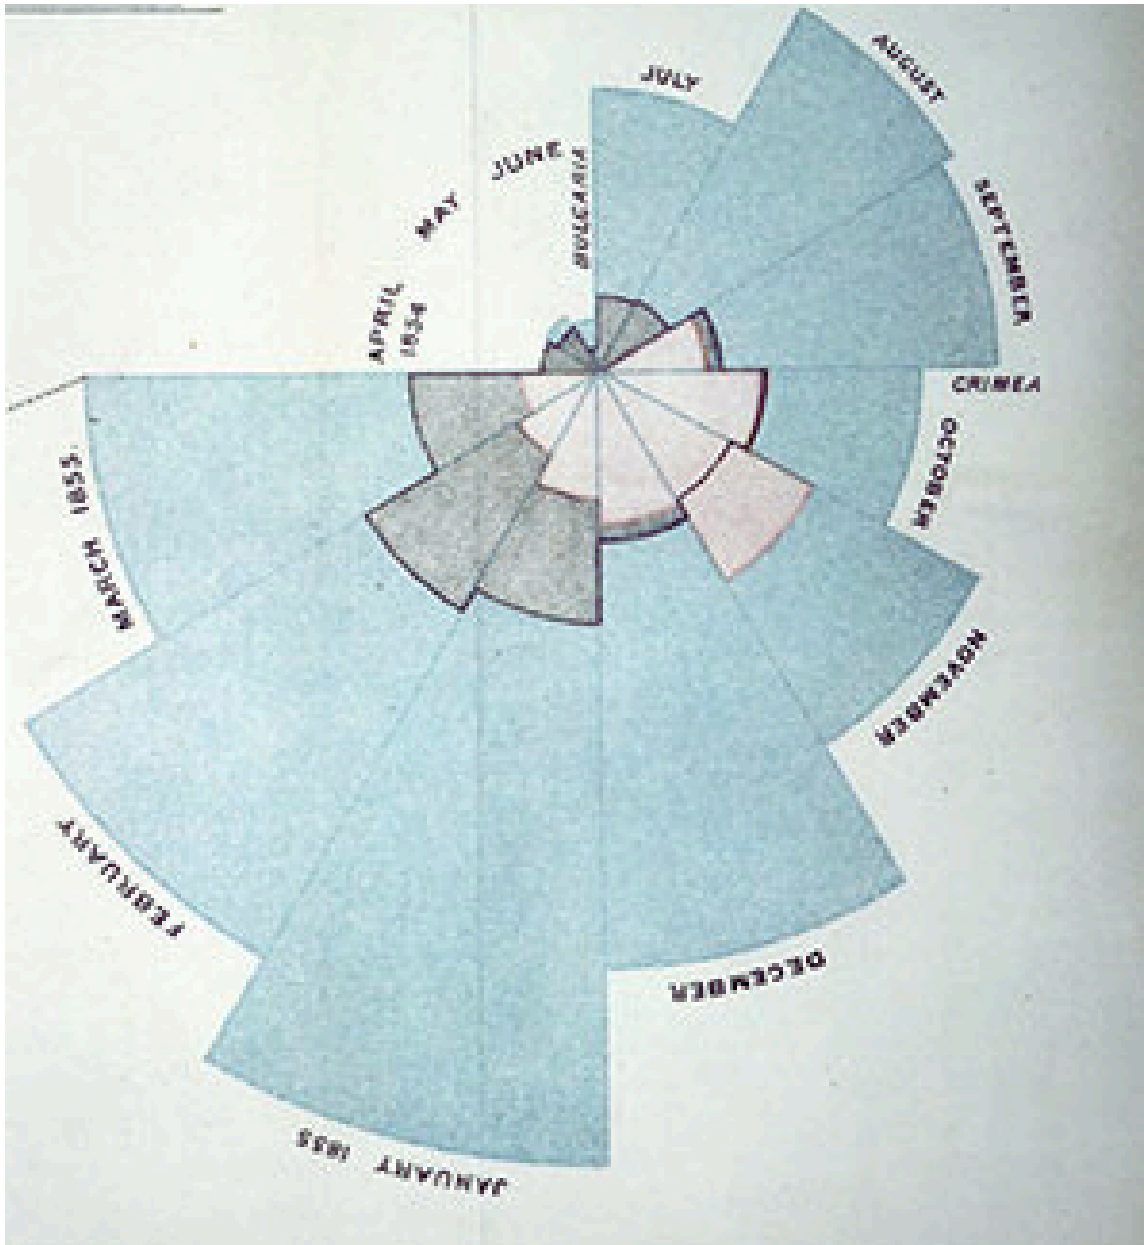 APRIL
1854
MAY
JUNE
BULGARIA
JULY
AUGUST
SEPTEMBER
CRIMEA
OCTOBER
NOVEMBER
DECEMBER
JANUARY 1855
FEBRUARY
MARCH 1855.